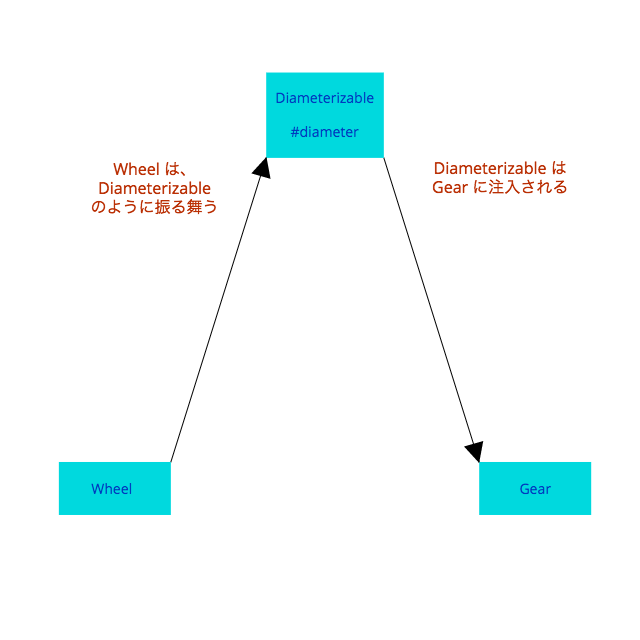 Diameterizable
#diameter
Wheel は、
Diameterizable
のように振る舞う
Diameterizable は
Gear に注入される
Wheel
Gear